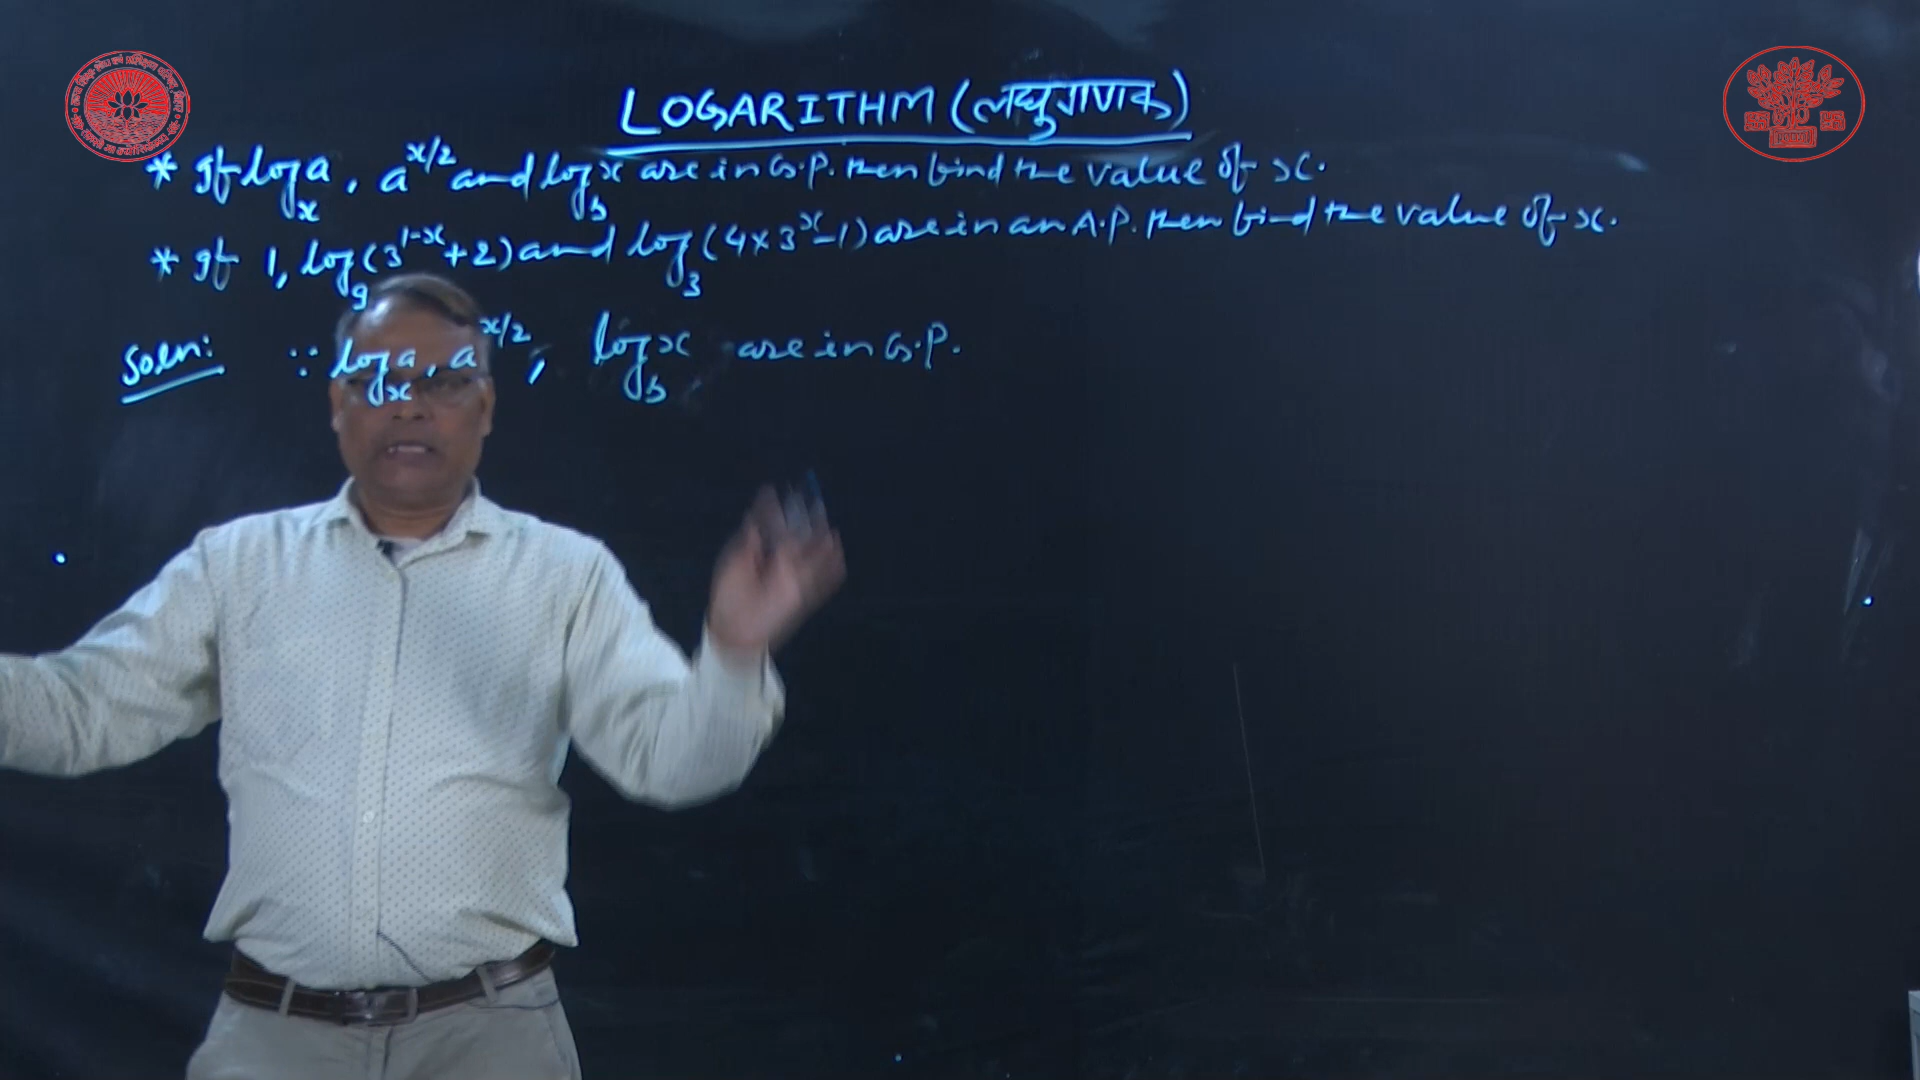 LOGARITHM (लघुगणक)
* If logₓa, a^(x/2) and log_b x are in G.P. then find the value of x.
* If 1, log₉(3^(1-x)+2) and log₃(4×3^x-1) are in an A.P. then find the value of x.
Soln: ∵ logₓa, a^(x/2), log_b x are in G.P.